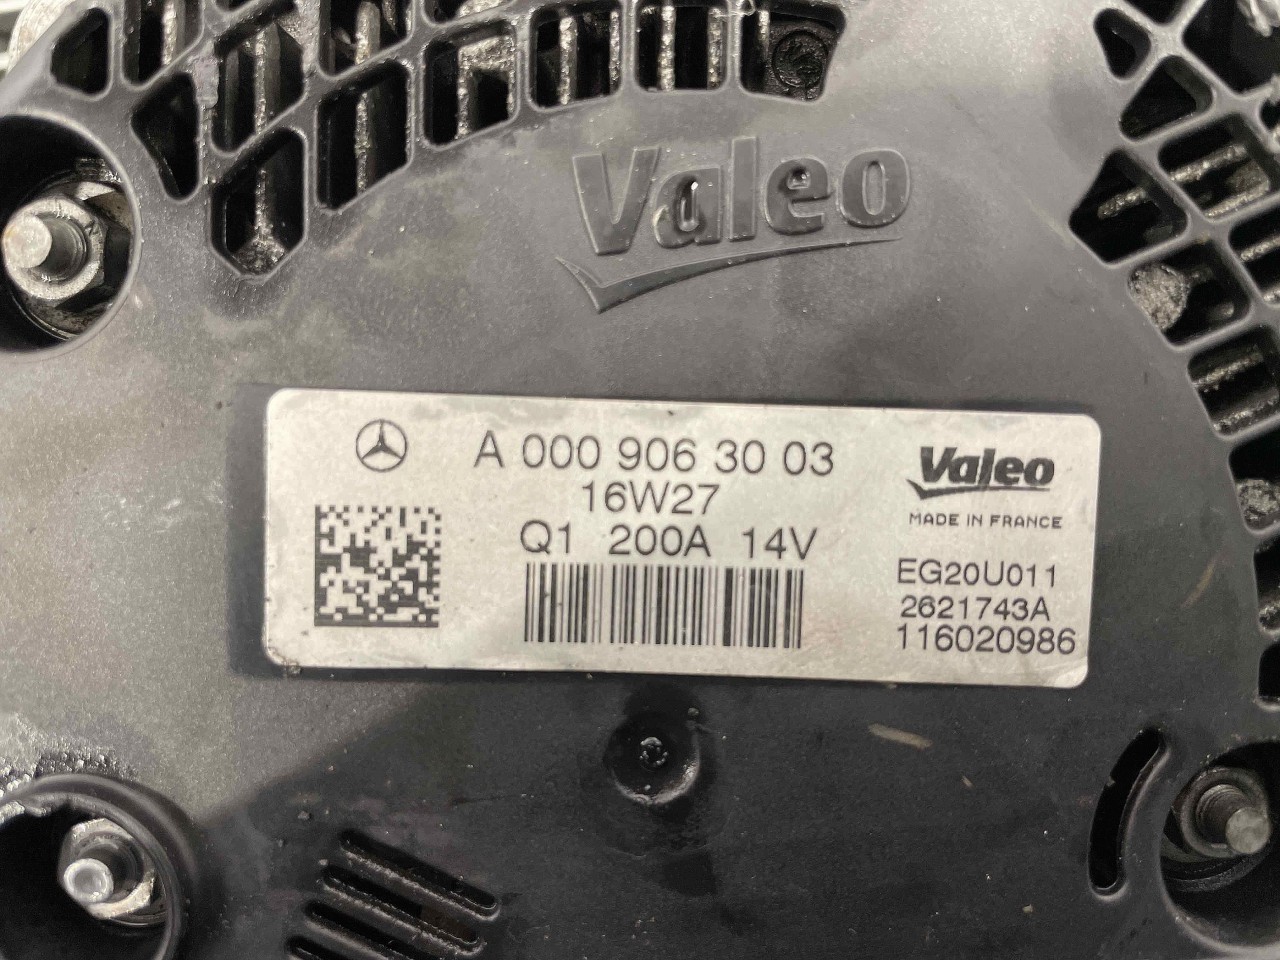 Valeo
A 000 906 30 03
16W27
Q1 200A 14V
Valeo
MADE IN FRANCE
EG20U011
2621743A
116020986